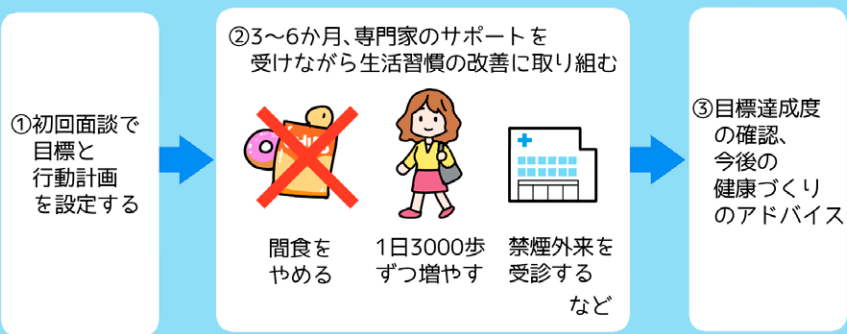 ①初回面談で
目標と
行動計画
を設定する
②3〜6か月、専門家のサポートを
受けながら生活習慣の改善に取り組む
間食を
やめる
1日3000歩
ずつ増やす
禁煙外来を
受診する
など
③目標達成度
の確認、
今後の
健康づくり
のアドバイス